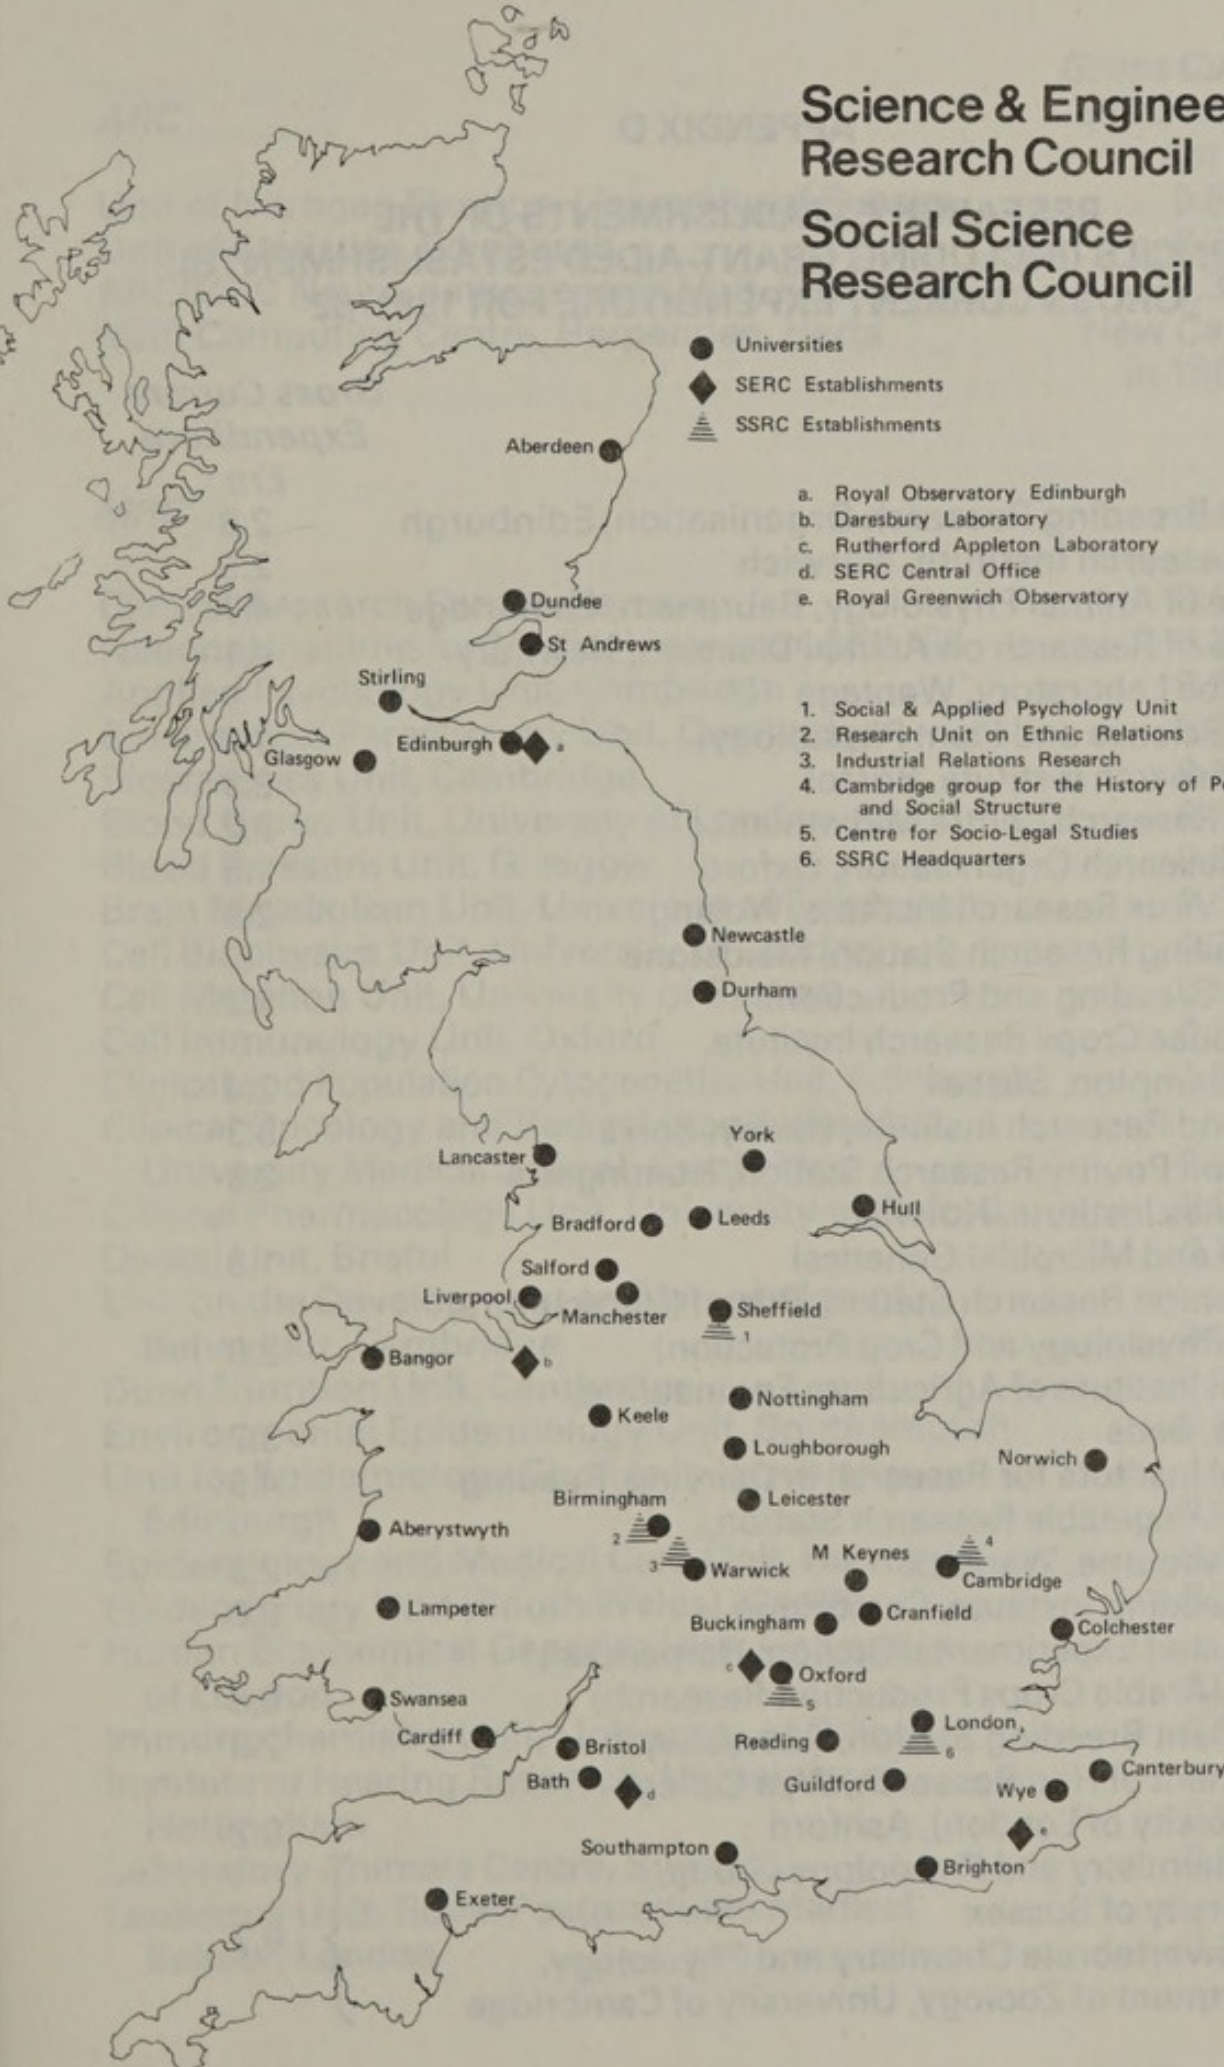 Science & Enginee
Research Council
Social Science
Research Council
Universities
SERC Establishments
SSRC Establishments
Aberdeen
a. Royal Observatory Edinburgh
b. Daresbury Laboratory
c. Rutherford Appleton Laboratory
d. SERC Central Office
e. Royal Greenwich Observatory
Dundee
St Andrews
Stirling
Edinburgh
a
Glasgow
1. Social & Applied Psychology Unit
2. Research Unit on Ethnic Relations
3. Industrial Relations Research
4. Cambridge group for the History of P
and Social Structure
5. Centre for Socio-Legal Studies
6. SSRC Headquarters
Newcastle
Durham
York
Lancaster
Hull
Bradford
Leeds
Salford
Liverpool
Manchester
Sheffield
1
Bangor
b
Nottingham
Keele
Loughborough
Norwich
Birmingham
Leicester
2
Aberystwyth
3
Warwick
M Keynes
4
Cambridge
Lampeter
Buckingham
Cranfield
Colchester
c
Oxford
5
Swansea
Cardiff
Bristol
Reading
London
6
Bath
d
Guildford
Wye
Canterbury
e
Southampton
Brighton
Exeter